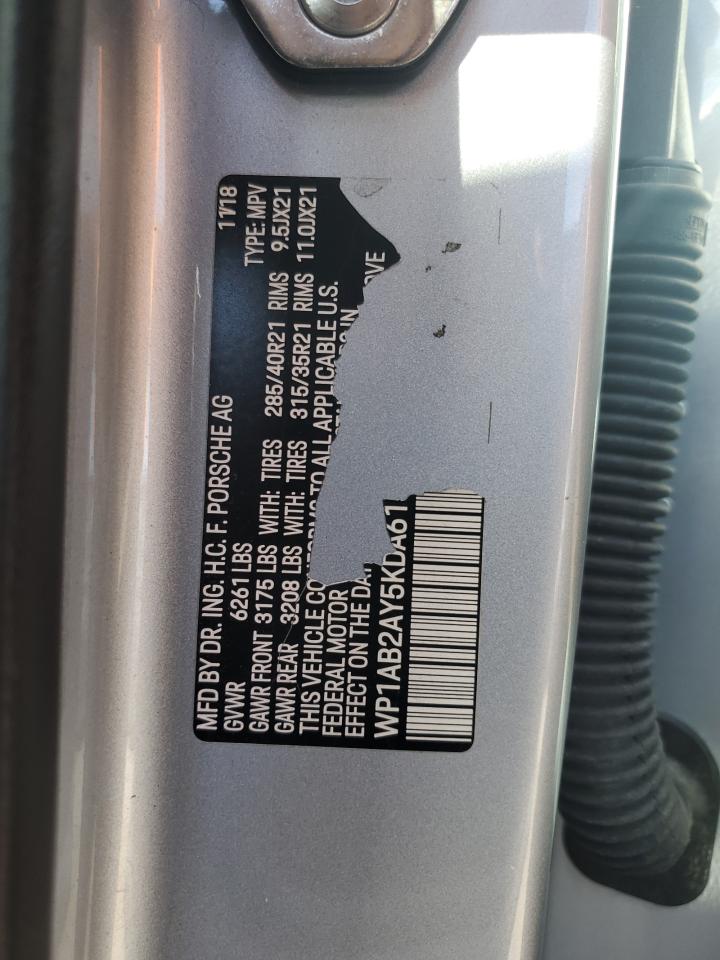 MFD BY DR. ING. H.C. F. PORSCHE AG 11/18
GVWR 6261 LBS TYPE: MPV
GAWR FRONT 3175 LBS WITH: TIRES 285/40R21 RIMS 9.5JX21
GAWR REAR 3208 LBS WITH: TIRES 315/35R21 RIMS 11.0JX21
THIS VEHICLE TO ALL APPLICABLE U.S.
FEDERAL MOTOR IN
EFFECT ON THE
WP1AB2AY5KDA61